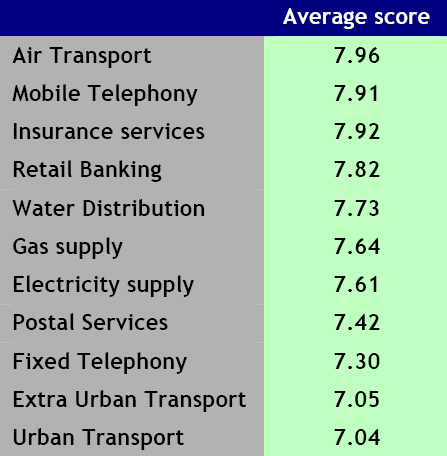 Average score
Air Transport 7.96
Mobile Telephony 7.91
Insurance services 7.92
Retail Banking 7.82
Water Distribution 7.73
Gas supply 7.64
Electricity supply 7.61
Postal Services 7.42
Fixed Telephony 7.30
Extra Urban Transport 7.05
Urban Transport 7.04